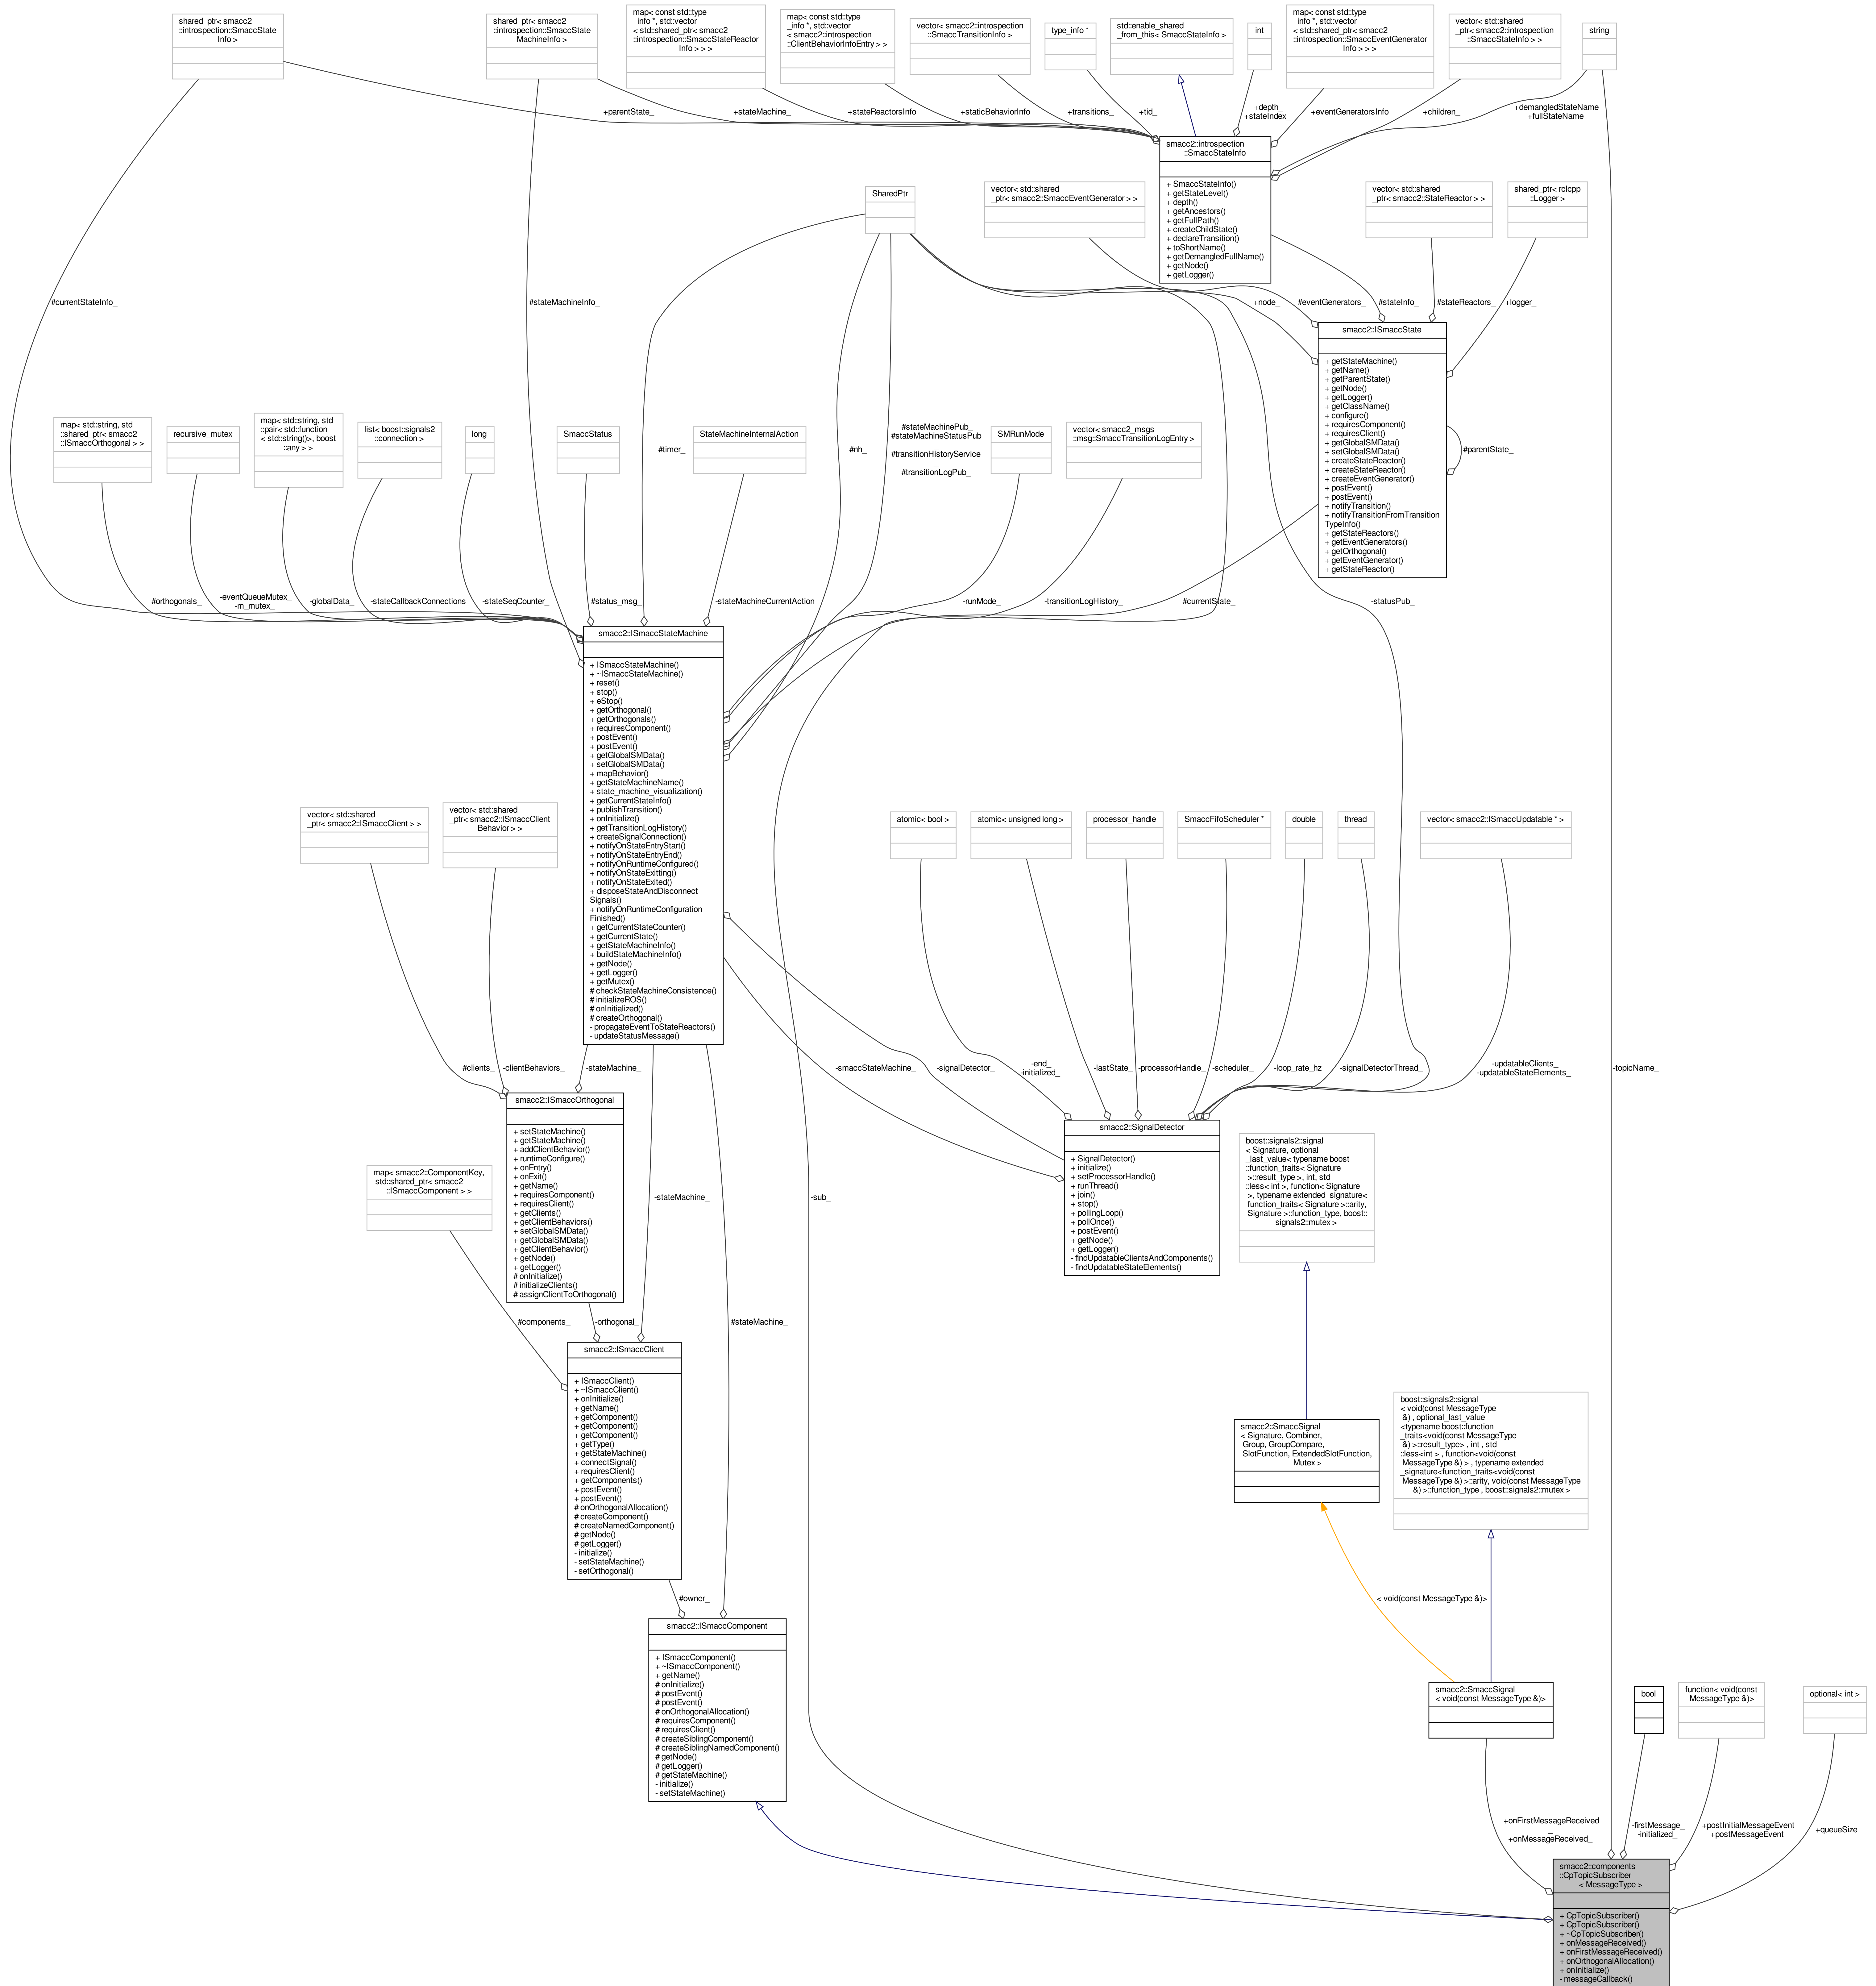 shared_ptr< smacc2
::introspection::SmaccState
Info >
shared_ptr< smacc2
::introspection::SmaccState
MachineInfo >
map< const std::type
_info *, std::vector
< std::shared_ptr< smacc2
::introspection::SmaccStateReactor
Info > > >
map< const std::type
_info *, std::vector
< smacc2::introspection
::ClientBehaviorInfoEntry > >
vector< smacc2::introspection
::SmaccTransitionInfo >
type_info *
std::enable_shared
_from_this< SmaccStateInfo >
int
map< const std::type
_info *, std::vector
< std::shared_ptr< smacc2
::introspection::SmaccEventGenerator
Info > > >
vector< std::shared
_ptr< smacc2::introspection
::SmaccStateInfo > >
string
+parentState_
+stateMachine_
+stateReactorsInfo
+staticBehaviorInfo
+transitions_
+tid_
+depth_
+stateIndex_
+eventGeneratorsInfo
+children_
+demangledStateName
+fullStateName
smacc2::introspection
::SmaccStateInfo
+ SmaccStateInfo()
+ getStateLevel()
+ depth()
+ getAncestors()
+ getFullPath()
+ createChildState()
+ declareTransition()
+ toShortName()
+ getDemangledFullName()
+ getNode()
+ getLogger()
SharedPtr
vector< std::shared
_ptr< smacc2::SmaccEventGenerator > >
vector< std::shared
_ptr< smacc2::StateReactor > >
shared_ptr< rclcpp
::Logger >
#currentStateInfo_
#stateMachineInfo_
+node_
#eventGenerators_
#stateInfo_
#stateReactors_
+logger_
smacc2::ISmaccState
+ getStateMachine()
+ getName()
+ getParentState()
+ getNode()
+ getLogger()
+ getClassName()
+ configure()
+ requiresComponent()
+ requiresClient()
+ getGlobalSMData()
+ setGlobalSMData()
+ createStateReactor()
+ createStateReactor()
+ createEventGenerator()
+ postEvent()
+ postEvent()
+ notifyTransition()
+ notifyTransitionFromTransition
TypeInfo()
+ getStateReactors()
+ getEventGenerators()
+ getOrthogonal()
+ getEventGenerator()
+ getStateReactor()
#parentState_
map< std::string, std
::shared_ptr< smacc2
::ISmaccOrthogonal > >
recursive_mutex
map< std::string, std
::pair< std::function
< std::string()>, boost
::any > >
list< boost::signals2
::connection >
long
SmaccStatus
#timer_
StateMachineInternalAction
#nh_
#stateMachinePub_
#stateMachineStatusPub
_
#transitionHistoryService
_
#transitionLogPub_
SMRunMode
vector< smacc2_msgs
::msg::SmaccTransitionLogEntry >
#orthogonals_
-eventQueueMutex_
-m_mutex_
-globalData_
-stateCallbackConnections
-stateSeqCounter_
#status_msg_
-stateMachineCurrentAction
-runMode_
-transitionLogHistory_
#currentState_
-statusPub_
smacc2::ISmaccStateMachine
+ ISmaccStateMachine()
+ ~ISmaccStateMachine()
+ reset()
+ stop()
+ eStop()
+ getOrthogonal()
+ getOrthogonals()
+ requiresComponent()
+ postEvent()
+ postEvent()
+ getGlobalSMData()
+ setGlobalSMData()
+ mapBehavior()
+ getStateMachineName()
+ state_machine_visualization()
+ getCurrentStateInfo()
+ publishTransition()
+ onInitialize()
+ getTransitionLogHistory()
+ createSignalConnection()
+ notifyOnStateEntryStart()
+ notifyOnStateEntryEnd()
+ notifyOnRuntimeConfigured()
+ notifyOnStateExitting()
+ notifyOnStateExited()
+ disposeStateAndDisconnect
Signals()
+ notifyOnRuntimeConfiguration
Finished()
+ getCurrentStateCounter()
+ getCurrentState()
+ getStateMachineInfo()
+ buildStateMachineInfo()
+ getNode()
+ getLogger()
+ getMutex()
# checkStateMachineConsistence()
# initializeROS()
# onInitialized()
# createOrthogonal()
- propagateEventToStateReactors()
- updateStatusMessage()
vector< std::shared
_ptr< smacc2::ISmaccClient > >
vector< std::shared
_ptr< smacc2::ISmaccClient
Behavior > >
atomic< bool >
atomic< unsigned long >
processor_handle
SmaccFifoScheduler *
double
thread
vector< smacc2::ISmaccUpdatable * >
#clients_
-clientBehaviors_
-stateMachine_
-smaccStateMachine_
-signalDetector_
-end_
-initialized_
-lastState_
-processorHandle_
-scheduler_
-loop_rate_hz
-signalDetectorThread_
-updatableClients_
-updatableStateElements_
-topicName_
smacc2::ISmaccOrthogonal
+ setStateMachine()
+ getStateMachine()
+ addClientBehavior()
+ runtimeConfigure()
+ onEntry()
+ onExit()
+ getName()
+ requiresComponent()
+ requiresClient()
+ getClients()
+ getClientBehaviors()
+ setGlobalSMData()
+ getGlobalSMData()
+ getClientBehavior()
+ getNode()
+ getLogger()
# onInitialize()
# initializeClients()
# assignClientToOrthogonal()
smacc2::SignalDetector
+ SignalDetector()
+ initialize()
+ setProcessorHandle()
+ runThread()
+ join()
+ stop()
+ pollingLoop()
+ pollOnce()
+ postEvent()
+ getNode()
+ getLogger()
- findUpdatableClientsAndComponents()
- findUpdatableStateElements()
boost::signals2::signal
< Signature, optional
_last_value< typename boost
::function_traits< Signature
>::result_type >, int, std
::less< int >, function< Signature
>, typename extended_signature<
function_traits< Signature >::arity,
Signature >::function_type, boost::
signals2::mutex >
map< smacc2::ComponentKey,
std::shared_ptr< smacc2
::ISmaccComponent > >
-stateMachine_
-sub_
#components_
-orthogonal_
#stateMachine_
smacc2::ISmaccClient
+ ISmaccClient()
+ ~ISmaccClient()
+ onInitialize()
+ getName()
+ getComponent()
+ getComponent()
+ getComponent()
+ getType()
+ getStateMachine()
+ connectSignal()
+ requiresClient()
+ getComponents()
+ postEvent()
+ postEvent()
# onOrthogonalAllocation()
# createComponent()
# createNamedComponent()
# getNode()
# getLogger()
- initialize()
- setStateMachine()
- setOrthogonal()
smacc2::SmaccSignal
< Signature, Combiner,
Group, GroupCompare,
SlotFunction, ExtendedSlotFunction,
Mutex >
boost::signals2::signal
< void(const MessageType
&) , optional_last_value
<typename boost::function
_traits<void(const MessageType
&) >::result_type> , int , std
::less<int > , function<void(const
MessageType &) > , typename extended
_signature<function_traits<void(const
MessageType &) >::arity, void(const MessageType
&) >::function_type , boost::signals2::mutex >
#owner_
< void(const MessageType &)>
smacc2::ISmaccComponent
+ ISmaccComponent()
+ ~ISmaccComponent()
+ getName()
# onInitialize()
# postEvent()
# postEvent()
# onOrthogonalAllocation()
# requiresComponent()
# requiresClient()
# createSiblingComponent()
# createSiblingNamedComponent()
# getNode()
# getLogger()
# getStateMachine()
- initialize()
- setStateMachine()
smacc2::SmaccSignal
< void(const MessageType &)>
bool
function< void(const
MessageType &)>
optional< int >
+onFirstMessageReceived
_
+onMessageReceived_
-firstMessage_
-initialized_
+postInitialMessageEvent
+postMessageEvent
+queueSize
smacc2::components
::CpTopicSubscriber
< MessageType >
+ CpTopicSubscriber()
+ CpTopicSubscriber()
+ ~CpTopicSubscriber()
+ onMessageReceived()
+ onFirstMessageReceived()
+ onOrthogonalAllocation()
+ onInitialize()
- messageCallback()